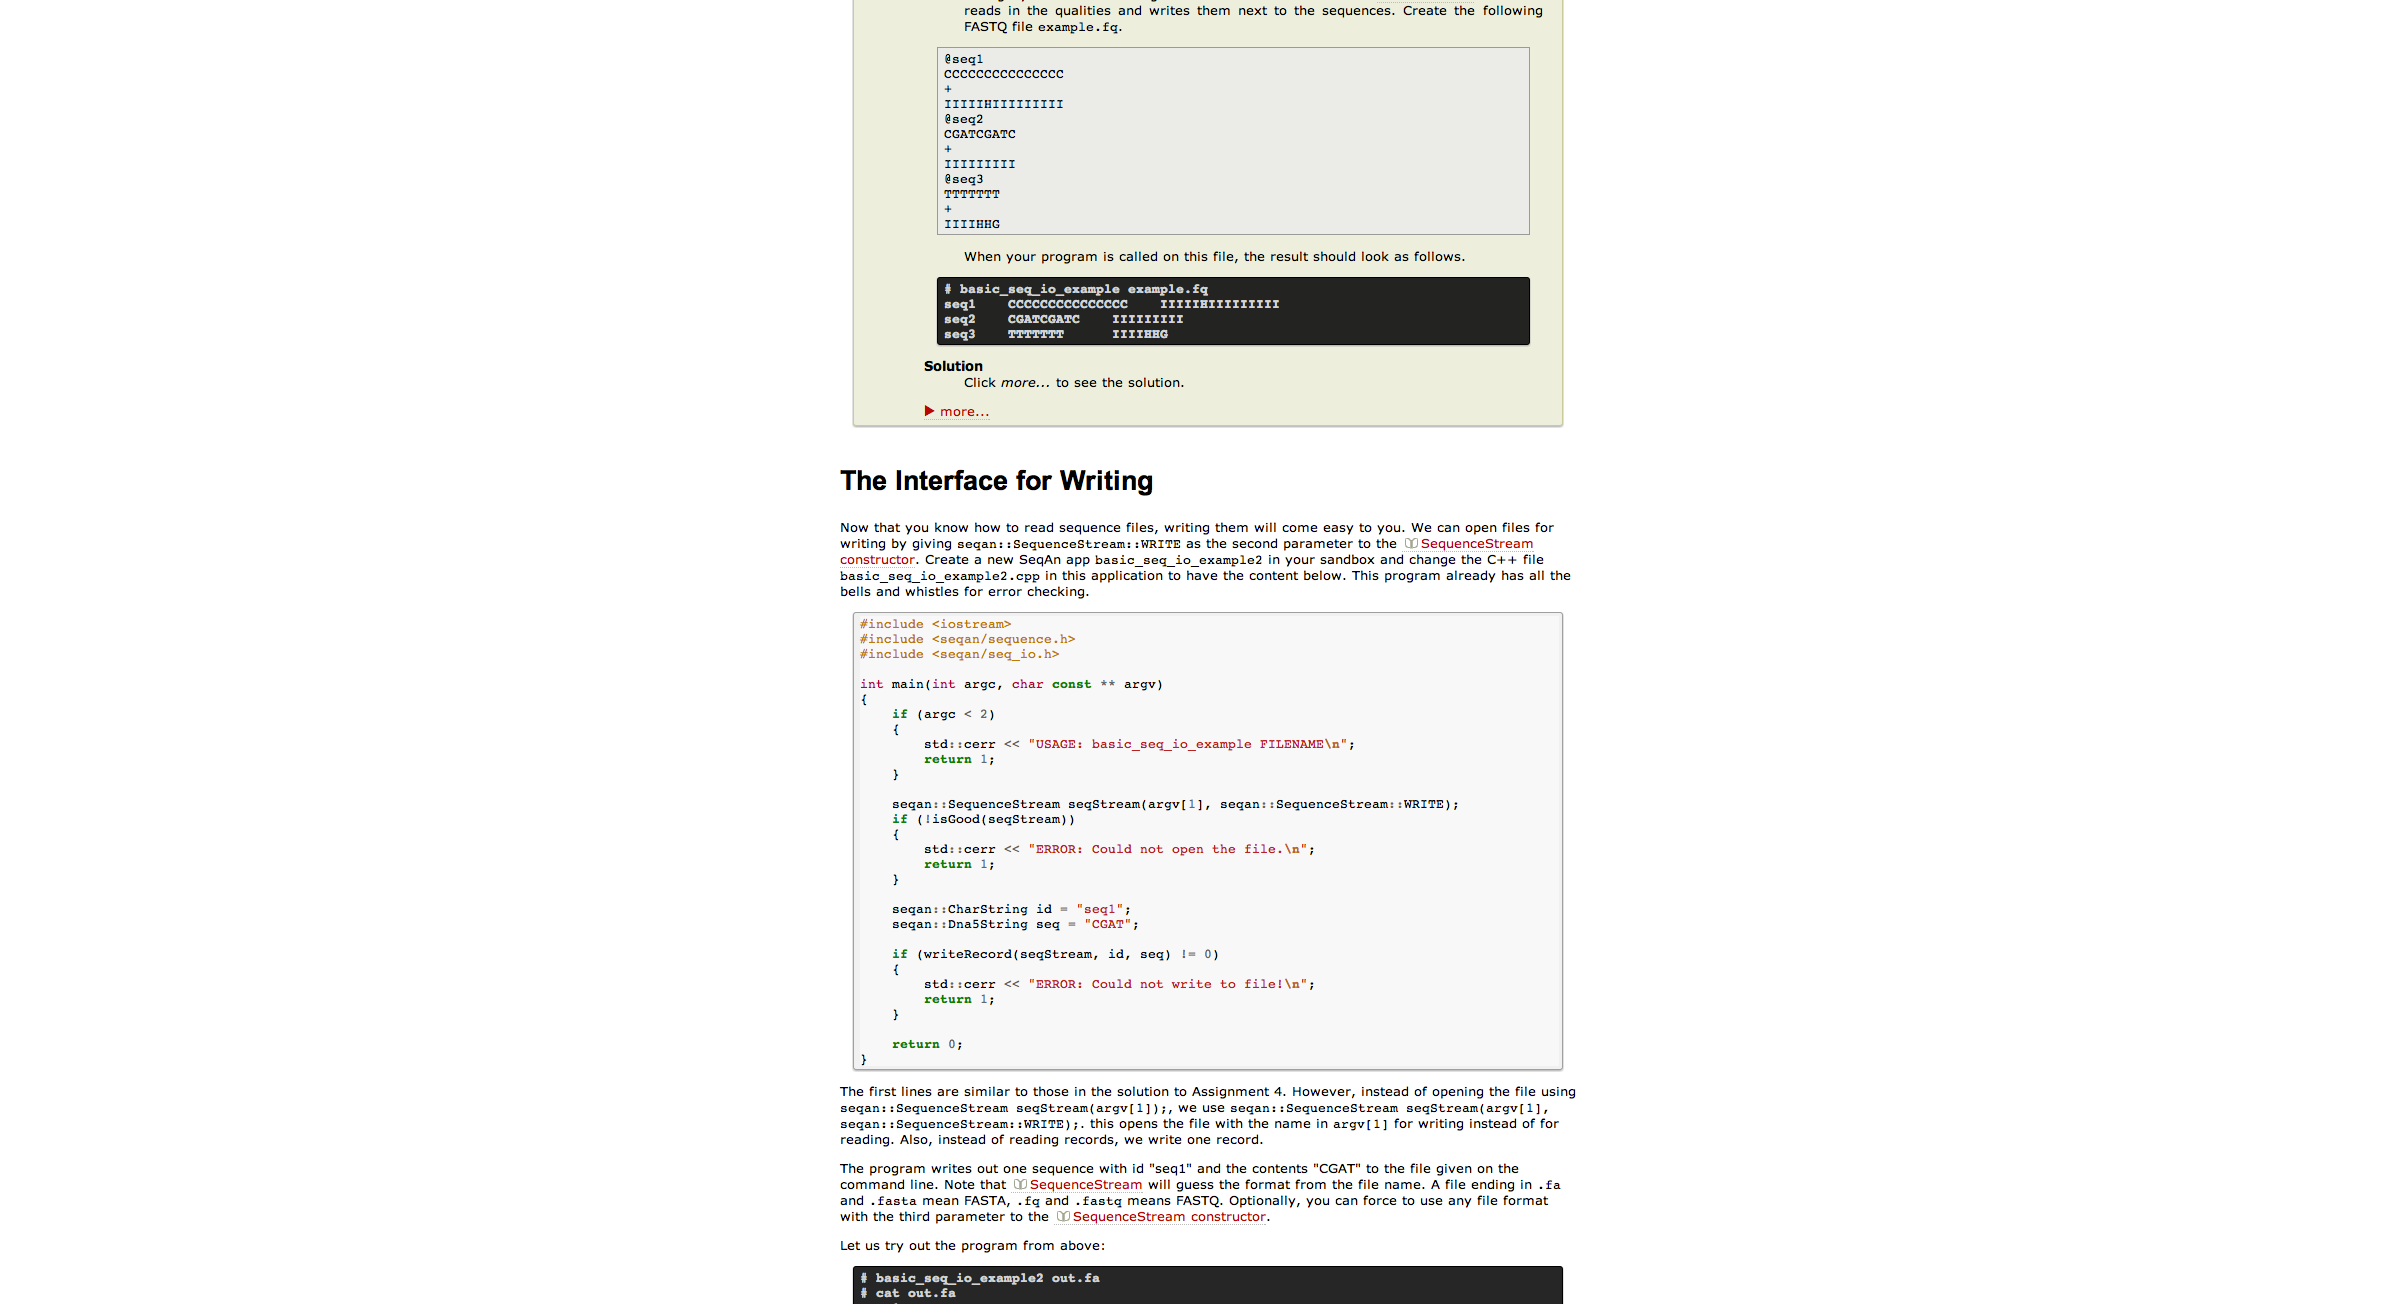 reads in the qualities and writes them next to the sequences. Create the following
FASTQ file example.fq.
@seq1
CCCCCCCCCCCCCCC
+
IIIIIHIIIIIIIII
@seq2
CGATCGATC
+
IIIIIIIII
@seq3
TTTTTTT
+
IIIIHHG
When your program is called on this file, the result should look as follows.
# basic_seq_io_example example.fq
seq1    CCCCCCCCCCCCCCC    IIIIIHIIIIIIIII
seq2    CGATCGATC    IIIIIIIII
seq3    TTTTTTT      IIIIHHG
Solution
Click more... to see the solution.
more...
The Interface for Writing
Now that you know how to read sequence files, writing them will come easy to you. We can open files for
writing by giving seqan::SequenceStream::WRITE as the second parameter to the SequenceStream
constructor. Create a new SeqAn app basic_seq_io_example2 in your sandbox and change the C++ file
basic_seq_io_example2.cpp in this application to have the content below. This program already has all the
bells and whistles for error checking.
#include <iostream>
#include <seqan/sequence.h>
#include <seqan/seq_io.h>
int main(int argc, char const ** argv)
{
    if (argc < 2)
    {
        std::cerr << "USAGE: basic_seq_io_example FILENAME\n";
        return 1;
    }
    seqan::SequenceStream seqStream(argv[1], seqan::SequenceStream::WRITE);
    if (!isGood(seqStream))
    {
        std::cerr << "ERROR: Could not open the file.\n";
        return 1;
    }
    seqan::CharString id = "seq1";
    seqan::Dna5String seq = "CGAT";
    if (writeRecord(seqStream, id, seq) != 0)
    {
        std::cerr << "ERROR: Could not write to file!\n";
        return 1;
    }
    return 0;
}
The first lines are similar to those in the solution to Assignment 4. However, instead of opening the file using
seqan::SequenceStream seqStream(argv[1]);, we use seqan::SequenceStream seqStream(argv[1],
seqan::SequenceStream::WRITE);. this opens the file with the name in argv[1] for writing instead of for
reading. Also, instead of reading records, we write one record.
The program writes out one sequence with id "seq1" and the contents "CGAT" to the file given on the
command line. Note that SequenceStream will guess the format from the file name. A file ending in .fa
and .fasta mean FASTA, .fq and .fastq means FASTQ. Optionally, you can force to use any file format
with the third parameter to the SequenceStream constructor.
Let us try out the program from above:
# basic_seq_io_example2 out.fa
# cat out.fa